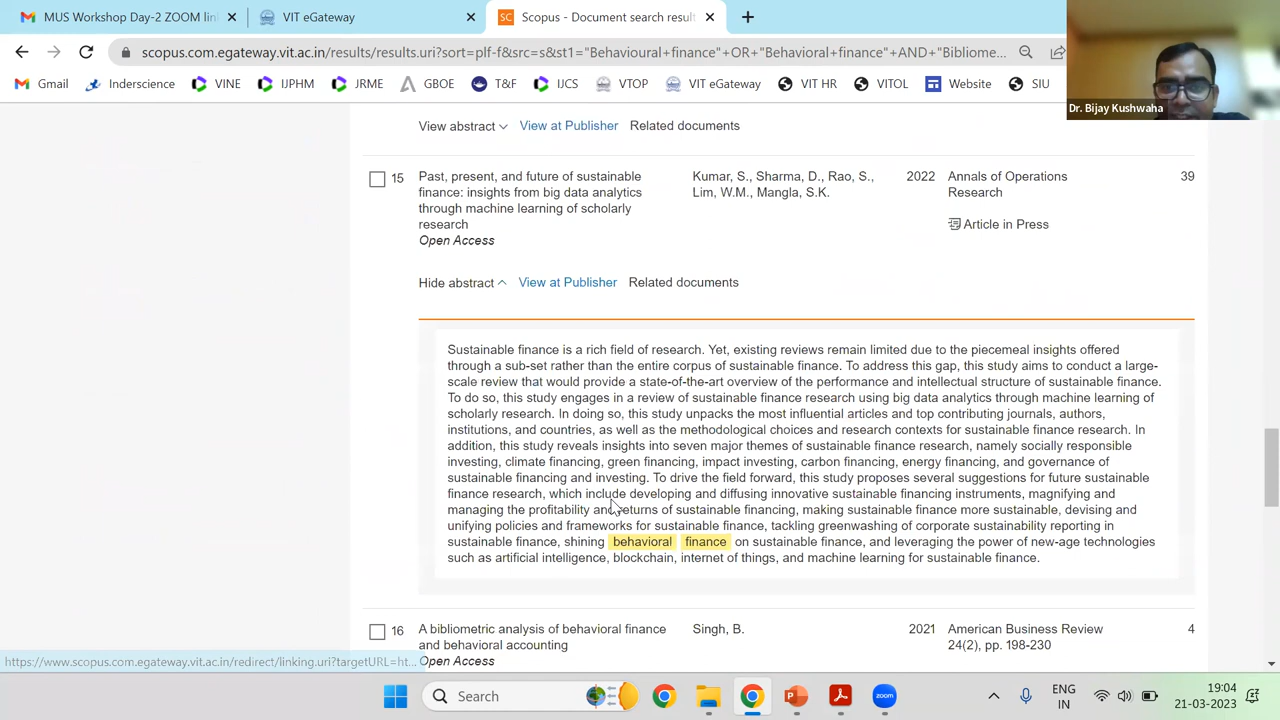 MUS Workshop Day-2 ZOOM lin
VIT eGateway
Scopus - Document search result
scopus.com.egateway.vit.ac.in/results/results.uri?sort=plf-f&src=s&st1="Behavioural+finance"+OR+"Behavioral+finance"+AND+"Bibliome...
Gmail Inderscience VINE IJPHM JRME GBOE T&F IJCS VTOP VIT eGateway VIT HR VITOL Website SIU
Dr. Bijay Kushwaha
View abstract View at Publisher Related documents
15 Past, present, and future of sustainable Kumar, S., Sharma, D., Rao, S., 2022 Annals of Operations 39
finance: insights from big data analytics Lim, W.M., Mangla, S.K. Research
through machine learning of scholarly
research Article in Press
Open Access
Hide abstract View at Publisher Related documents
Sustainable finance is a rich field of research. Yet, existing reviews remain limited due to the piecemeal insights offered
through a sub-set rather than the entire corpus of sustainable finance. To address this gap, this study aims to conduct a large-
scale review that would provide a state-of-the-art overview of the performance and intellectual structure of sustainable finance.
To do so, this study engages in a review of sustainable finance research using big data analytics through machine learning of
scholarly research. In doing so, this study unpacks the most influential articles and top contributing journals, authors,
institutions, and countries, as well as the methodological choices and research contexts for sustainable finance research. In
addition, this study reveals insights into seven major themes of sustainable finance research, namely socially responsible
investing, climate financing, green financing, impact investing, carbon financing, energy financing, and governance of
sustainable financing and investing. To drive the field forward, this study proposes several suggestions for future sustainable
finance research, which include developing and diffusing innovative sustainable financing instruments, magnifying and
managing the profitability and returns of sustainable financing, making sustainable finance more sustainable, devising and
unifying policies and frameworks for sustainable finance, tackling greenwashing of corporate sustainability reporting in
sustainable finance, shining behavioral finance on sustainable finance, and leveraging the power of new-age technologies
such as artificial intelligence, blockchain, internet of things, and machine learning for sustainable finance.
16 A bibliometric analysis of behavioral finance Singh, B. 2021 American Business Review 4
and behavioral accounting 24(2), pp. 198-230
Open Access
https://www.scopus.com.egateway.vit.ac.in/redirect/linking.uri?targetURL=ht...
Search
zoom
ENG
IN
19:04
21-03-2023